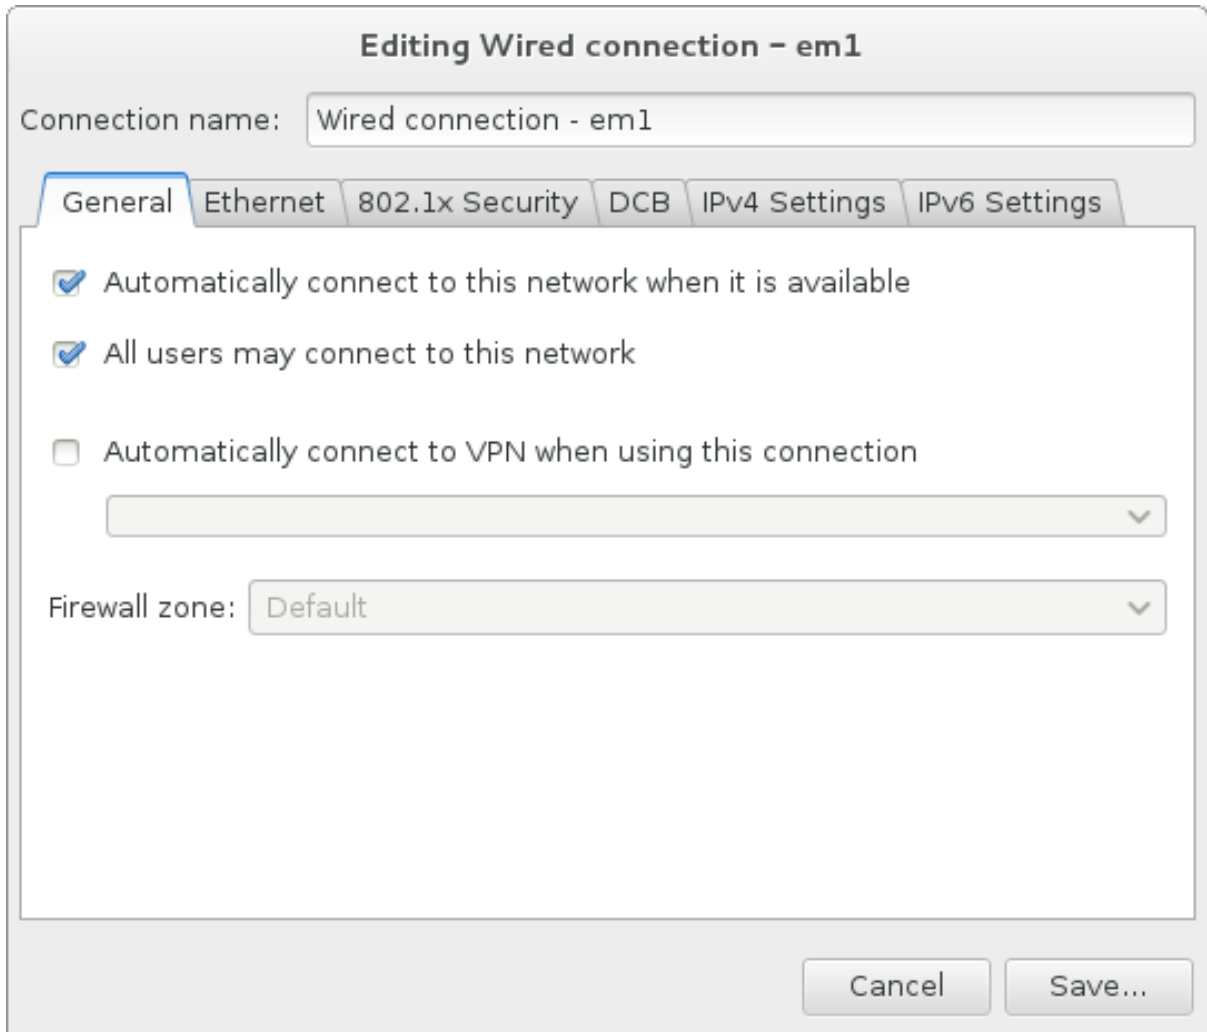 Editing Wired connection – em1
Connection name: Wired connection - em1
General Ethernet 802.1x Security DCB IPv4 Settings IPv6 Settings
Automatically connect to this network when it is available
All users may connect to this network
Automatically connect to VPN when using this connection
Firewall zone: Default
Cancel Save...